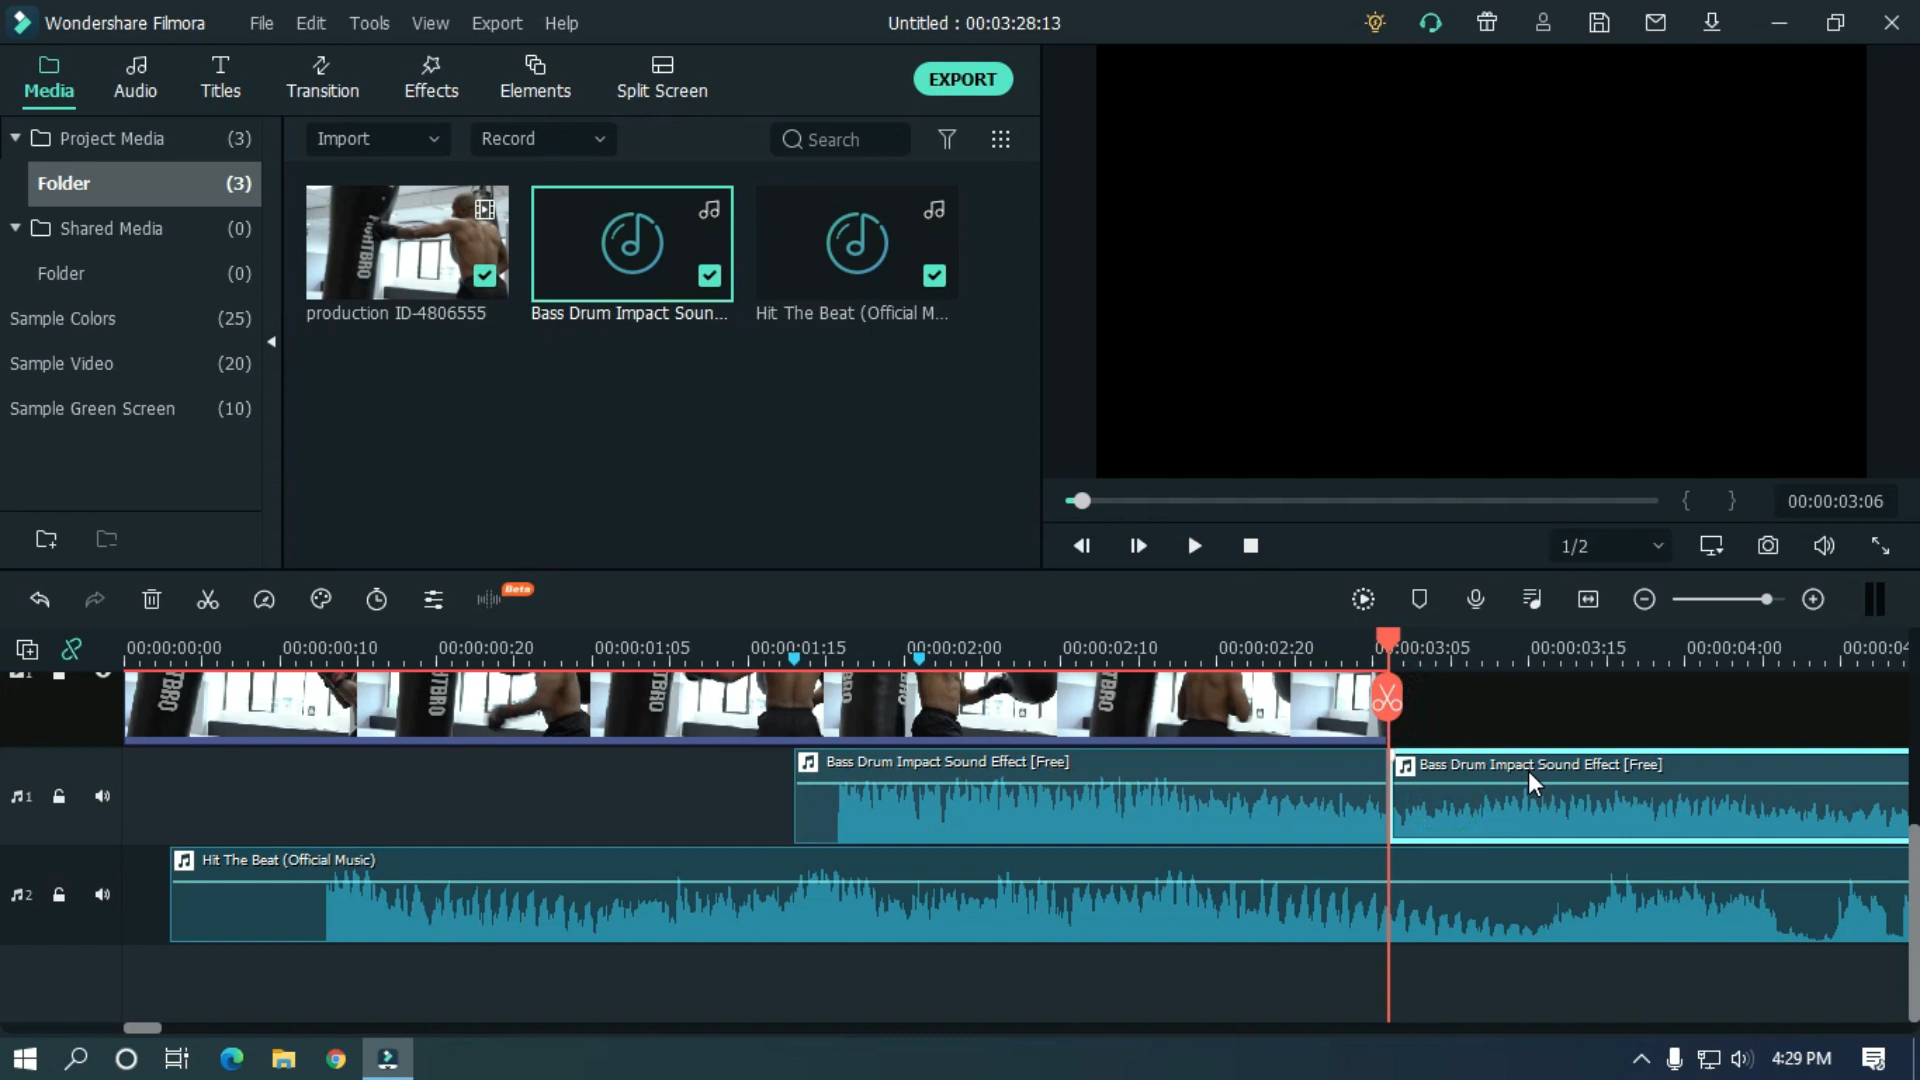 Wondershare Filmora File Edit Tools View Export Help Untitled : 00:03:28:13
Media Audio Titles Transition Effects Elements Split Screen EXPORT
Project Media (3) Import Record Search
Folder (3)
Shared Media (0)
Folder (0)
Sample Colors (25)
Sample Video (20)
Sample Green Screen (10)
FIGHTBRO
production ID-4806555 Bass Drum Impact Soun... Hit The Beat (Official M...
{ } 00:00:03:06
1/2
Beta
00:00:00:00 00:00:00:10 00:00:00:20 00:00:01:05 00:00:01:15 00:00:02:00 00:00:02:10 00:00:02:20 00:00:03:05 00:00:03:15 00:00:04:00 00:00:04
Bass Drum Impact Sound Effect [Free] Bass Drum Impact Sound Effect [Free]
1
Hit The Beat (Official Music)
2
4:29 PM